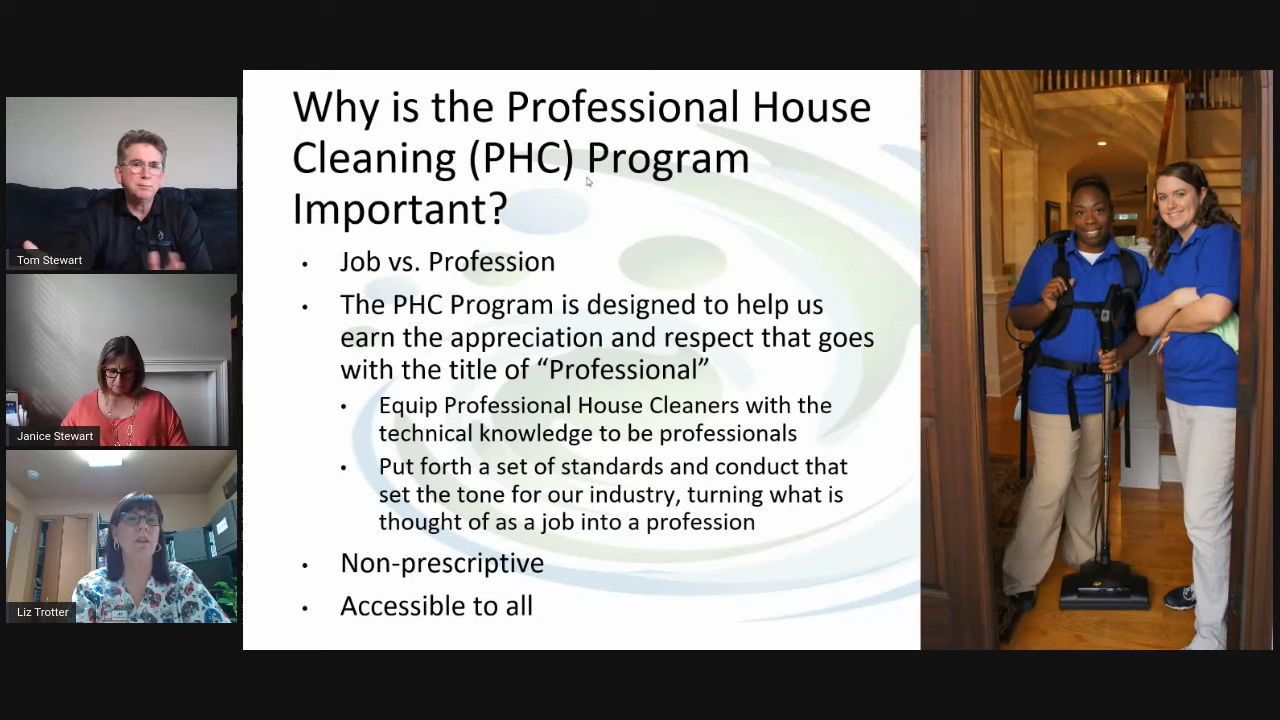 Why is the Professional House
Cleaning (PHC) Program
Important?
• Job vs. Profession
• The PHC Program is designed to help us
earn the appreciation and respect that goes
with the title of “Professional”
• Equip Professional House Cleaners with the
technical knowledge to be professionals
• Put forth a set of standards and conduct that
set the tone for our industry, turning what is
thought of as a job into a profession
• Non-prescriptive
• Accessible to all
Tom Stewart
Janice Stewart
Liz Trotter